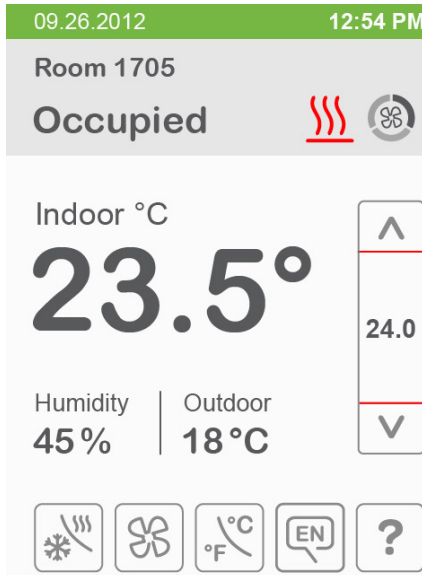 09.26.2012 12:54 PM
Room 1705
Occupied
Indoor °C
23.5°
24.0
Humidity Outdoor
45% 18°C
°F °C EN ?